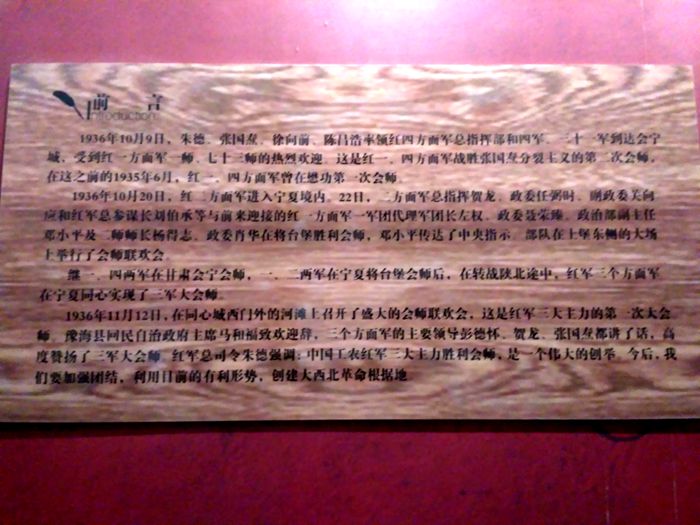 前 言
Introduction
1936年10月9日，朱德、张国焘、徐向前、陈昌浩率领红四方面军总指挥部和四军、三十一军到达会宁
城，受到红一方面军一师、七十三师的热烈欢迎。这是红一、四方面军战胜张国焘分裂主义的第二次会师，
在这之前的1935年6月，红一、四方面军曾在懋功第一次会师。
1936年10月20日，红二方面军进入宁夏境内。22日，二方面军总指挥贺龙、政委任弼时、副政委关向
应和红军总参谋长刘伯承等与前来迎接的红一方面军一军团代理军团长左权、政委聂荣臻、政治部副主任
邓小平及二师师长杨得志、政委肖华在将台堡胜利会师，邓小平传达了中央指示。部队在土堡东侧的大场
上举行了会师联欢会。
继一、四两军在甘肃会宁会师，一、二两军在宁夏将台堡会师后，在转战陕北途中，红军三个方面军
在宁夏同心实现了三军大会师。
1936年11月12日，在同心城西门外的河滩上召开了盛大的会师联欢会，这是红军三大主力的第一次大会
师。豫海县回民自治政府主席马和福致欢迎辞，三个方面军的主要领导彭德怀、贺龙、张国焘都讲了话，高
度赞扬了三军大会师。红军总司令朱德强调：中国工农红军三大主力胜利会师，是一个伟大的创举。今后，我
们要加强团结，利用目前的有利形势，创建大西北革命根据地。